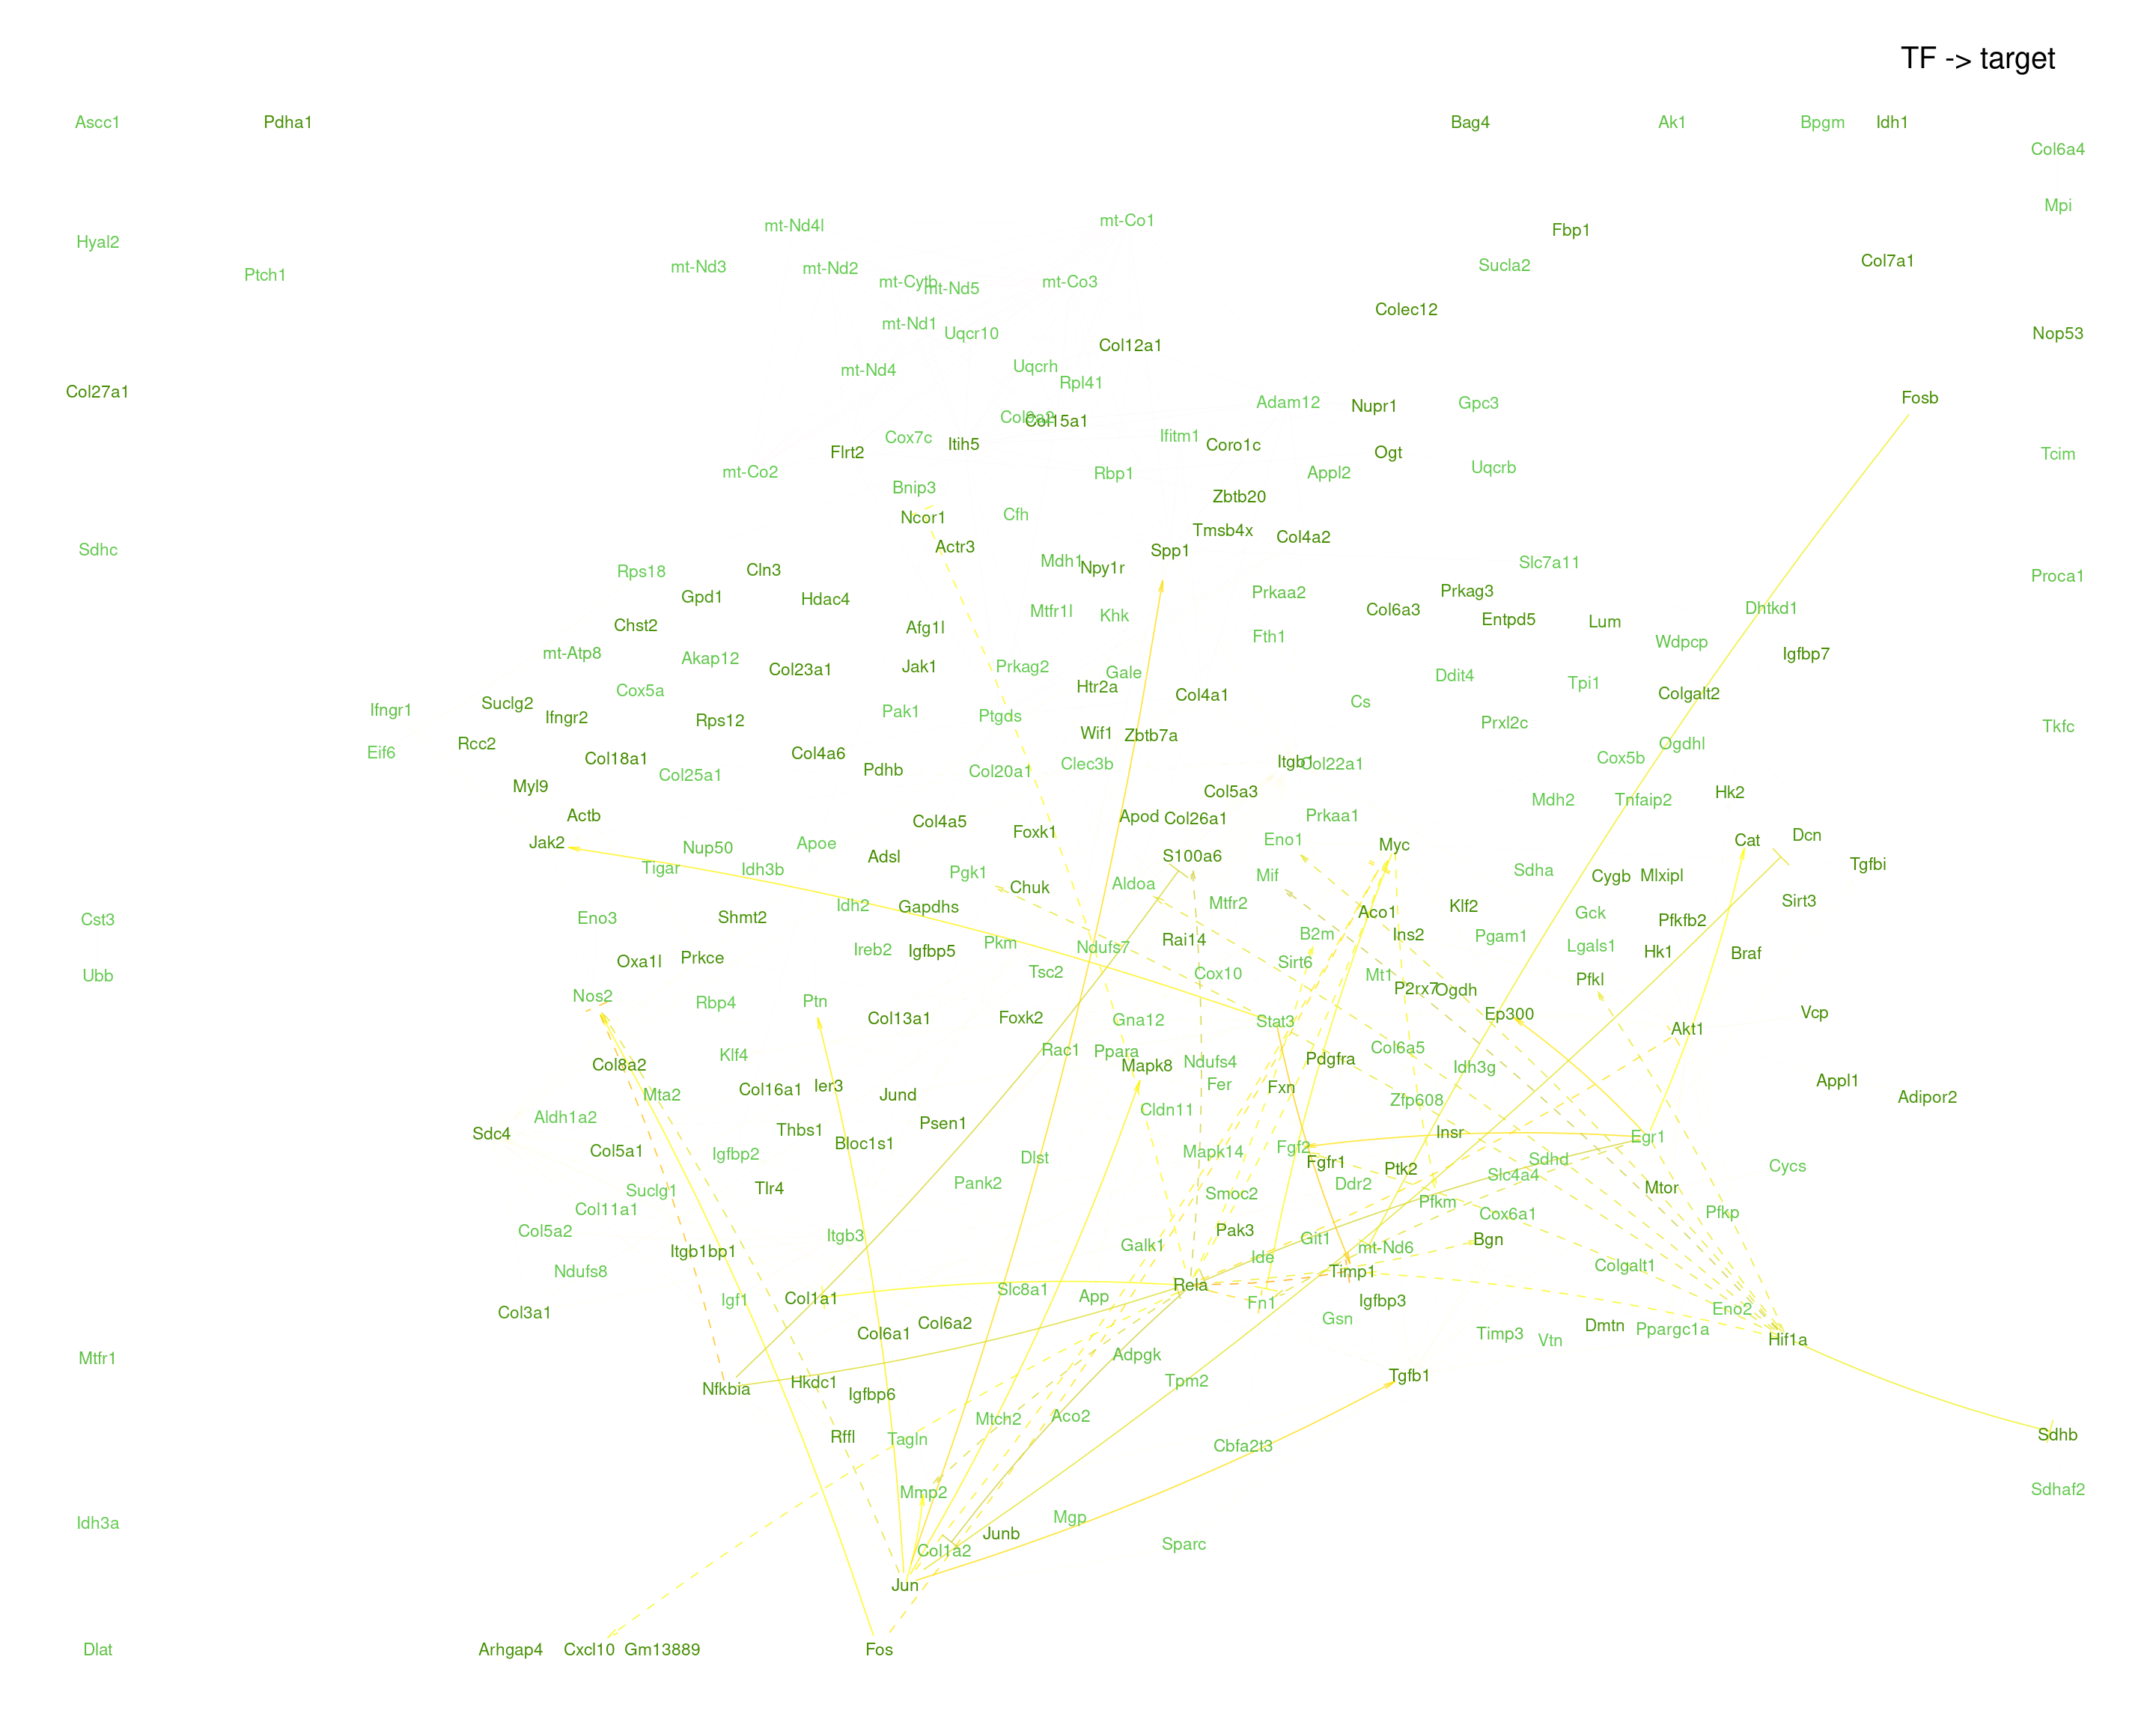 TF -> target
Ascc1 Pdha1 Bag4 Ak1 Bpgm Idh1
Col6a4
Mpi
mt-Nd4l mt-Co1 Fbp1
Hyal2
Col7a1
Ptch1 mt-Nd3 mt-Nd2 Sucla2
mt-Cytb mt-Nd5 mt-Co3
Colec12
mt-Nd1 Uqcr10 Nop53
Col12a1
mt-Nd4 Uqcrh
Rpl41
Col27a1 Fosb
Adam12 Nupr1 Gpc3
Col9a2 Col15a1
Cox7c Itih5 Ifitm1 Coro1c
Flrt2 Ogt Tcim
mt-Co2 Rbp1 Appl2 Uqcrb
Bnip3 Zbtb20
Ncor1 Cfh
Tmsb4x Col4a2
Sdhc Actr3 Spp1
Rps18 Cln3 Mdh1 Npy1r Slc7a11 Proca1
Gpd1 Hdac4 Prkaa2 Prkag3
Mtfr1l Khk Col6a3 Dhtkd1
Chst2 Afg1l Fth1 Entpd5 Lum
mt-Atp8 Akap12 Wdpcp Igfbp7
Col23a1 Jak1 Prkag2 Gale Ddit4
Cox5a Htr2a Col4a1 Tpi1 Colgalt2
Ifngr1 Suclg2 Ifngr2 Rps12 Pak1 Ptgds Cs
Prxl2c Tkfc
Rcc2 Wif1 Zbtb7a Ogdhl
Eif6 Col18a1 Col4a6 Cox5b
Col25a1 Pdhb Col20a1 Clec3b Itgb1 Col22a1
Myl9 Col5a3 Mdh2 Tnfaip2 Hk2
Actb Col4a5 Apod Col26a1 Prkaa1
Jak2 Nup50 Apoe Foxk1 Eno1 Myc Cat Dcn
Tigar Idh3b Adsl Pgk1 S100a6 Mif Sdha Cygb Mlxipl Tgfbi
Chuk Aldoa
Cst3 Eno3 Shmt2 Idh2 Gapdhs Mtfr2 Aco1 Klf2 Gck Pfkfb2 Sirt3
Oxa1l Prkce Ireb2 Igfbp5 Pkm Ndufs7 Rai14 B2m Ins2 Pgam1 Lgals1 Hk1 Braf
Ubb Tsc2 Cox10 Sirt6 Mt1 Pfkl
Nos2 Rbp4 Ptn P2rx7 Ogdh
Col13a1 Foxk2 Gna12 Stat3 Ep300 Akt1 Vcp
Col8a2 Klf4 Rac1 Ppara Mapk8 Ndufs4 Pdgfra Col6a5 Idh3g
Mta2 Col16a1 Ier3 Jund Fer Fxn Zfp608 Appl1 Adipor2
Aldh1a2 Cldn11
Sdc4 Thbs1 Bloc1s1 Psen1 Insr Egr1
Col5a1 Igfbp2 Dlst Mapk14 Fgf2 Fgfr1 Ptk2 Sdhd Cycs
Suclg1 Tlr4 Pank2 Smoc2 Ddr2 Slc4a4 Mtor
Col11a1 Pfkm Cox6a1 Pfkp
Col5a2 Itgb3 Pak3 Git1 Bgn
Itgb1bp1 Galk1 Ide mt-Nd6
Ndufs8 Slc8a1 Rela Timp1 Colgalt1
Igf1 Col1a1 App Fn1 Igfbp3 Eno2
Col3a1 Col6a1 Col6a2 Gsn Timp3 Vtn Dmtn Ppargc1a Hif1a
Mtfr1 Adpgk
Nfkbia Hkdc1 Igfbp6 Tpm2 Tgfb1
Rffl Tagln Mtch2 Aco2 Cbfa2t3 Sdhb
Mmp2 Sdhaf2
Idh3a Junb Mgp
Col1a2 Sparc
Jun
Dlat Arhgap4 Cxcl10 Gm13889 Fos